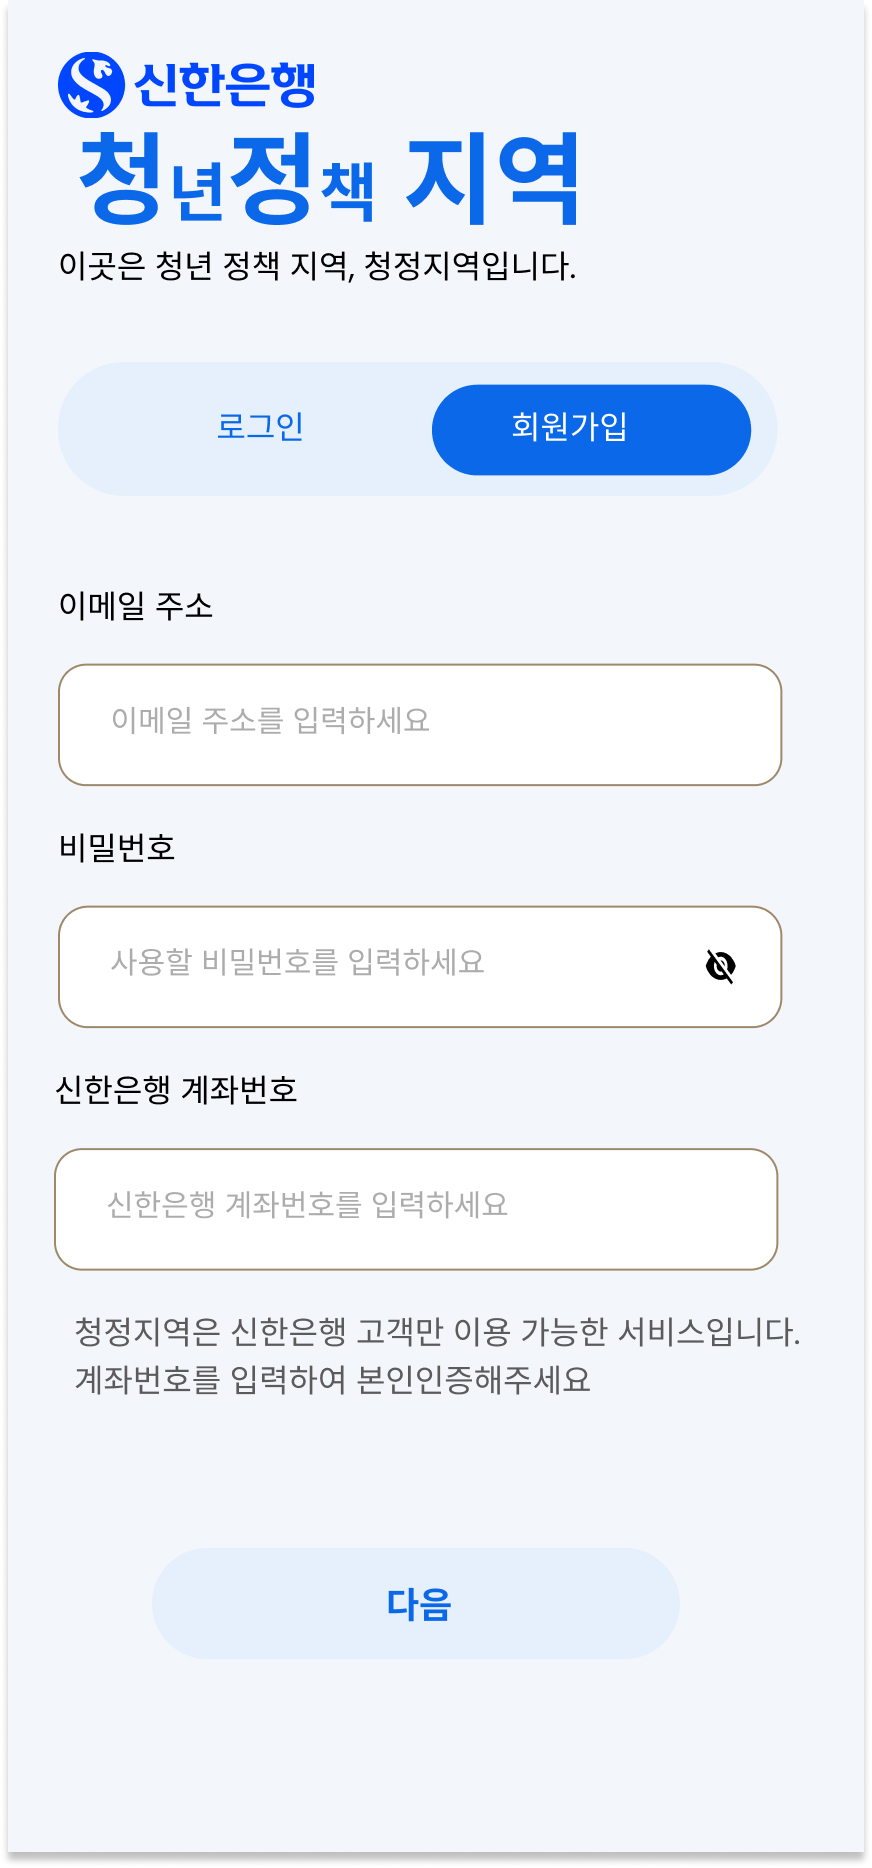 신한은행
청년정책 지역
이곳은 청년 정책 지역, 청정지역입니다.
로그인 회원가입
이메일 주소
이메일 주소를 입력하세요
비밀번호
사용할 비밀번호를 입력하세요
신한은행 계좌번호
신한은행 계좌번호를 입력하세요
청정지역은 신한은행 고객만 이용 가능한 서비스입니다.
계좌번호를 입력하여 본인인증해주세요
다음